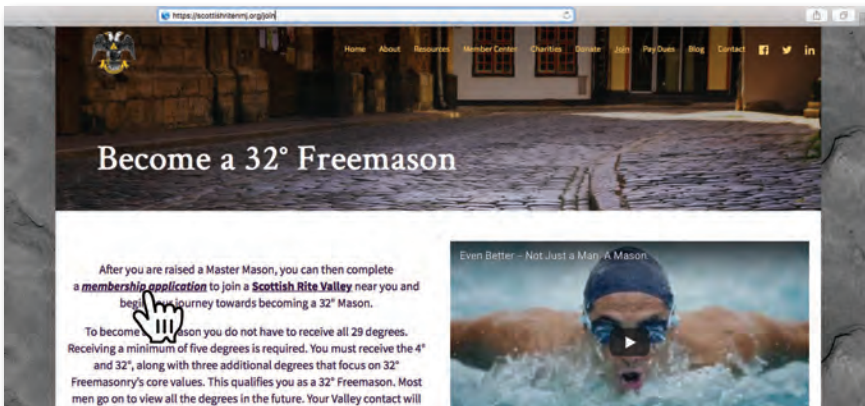 https://scottishritenmj.org/join
Home About Resources Member Center Charities Donate Join Pay Dues Blog Contact
Become a 32° Freemason
After you are raised a Master Mason, you can then complete
a membership application to join a Scottish Rite Valley near you and
begin journey towards becoming a 32° Mason.
To become ason you do not have to receive all 29 degrees.
Receiving a minimum of five degrees is required. You must receive the 4°
and 32°, along with three additional degrees that focus on 32°
Freemasonry's core values. This qualifies you as a 32° Freemason. Most
men go on to view all the degrees in the future. Your Valley contact will
Even Better – Not Just a Man. A Mason.